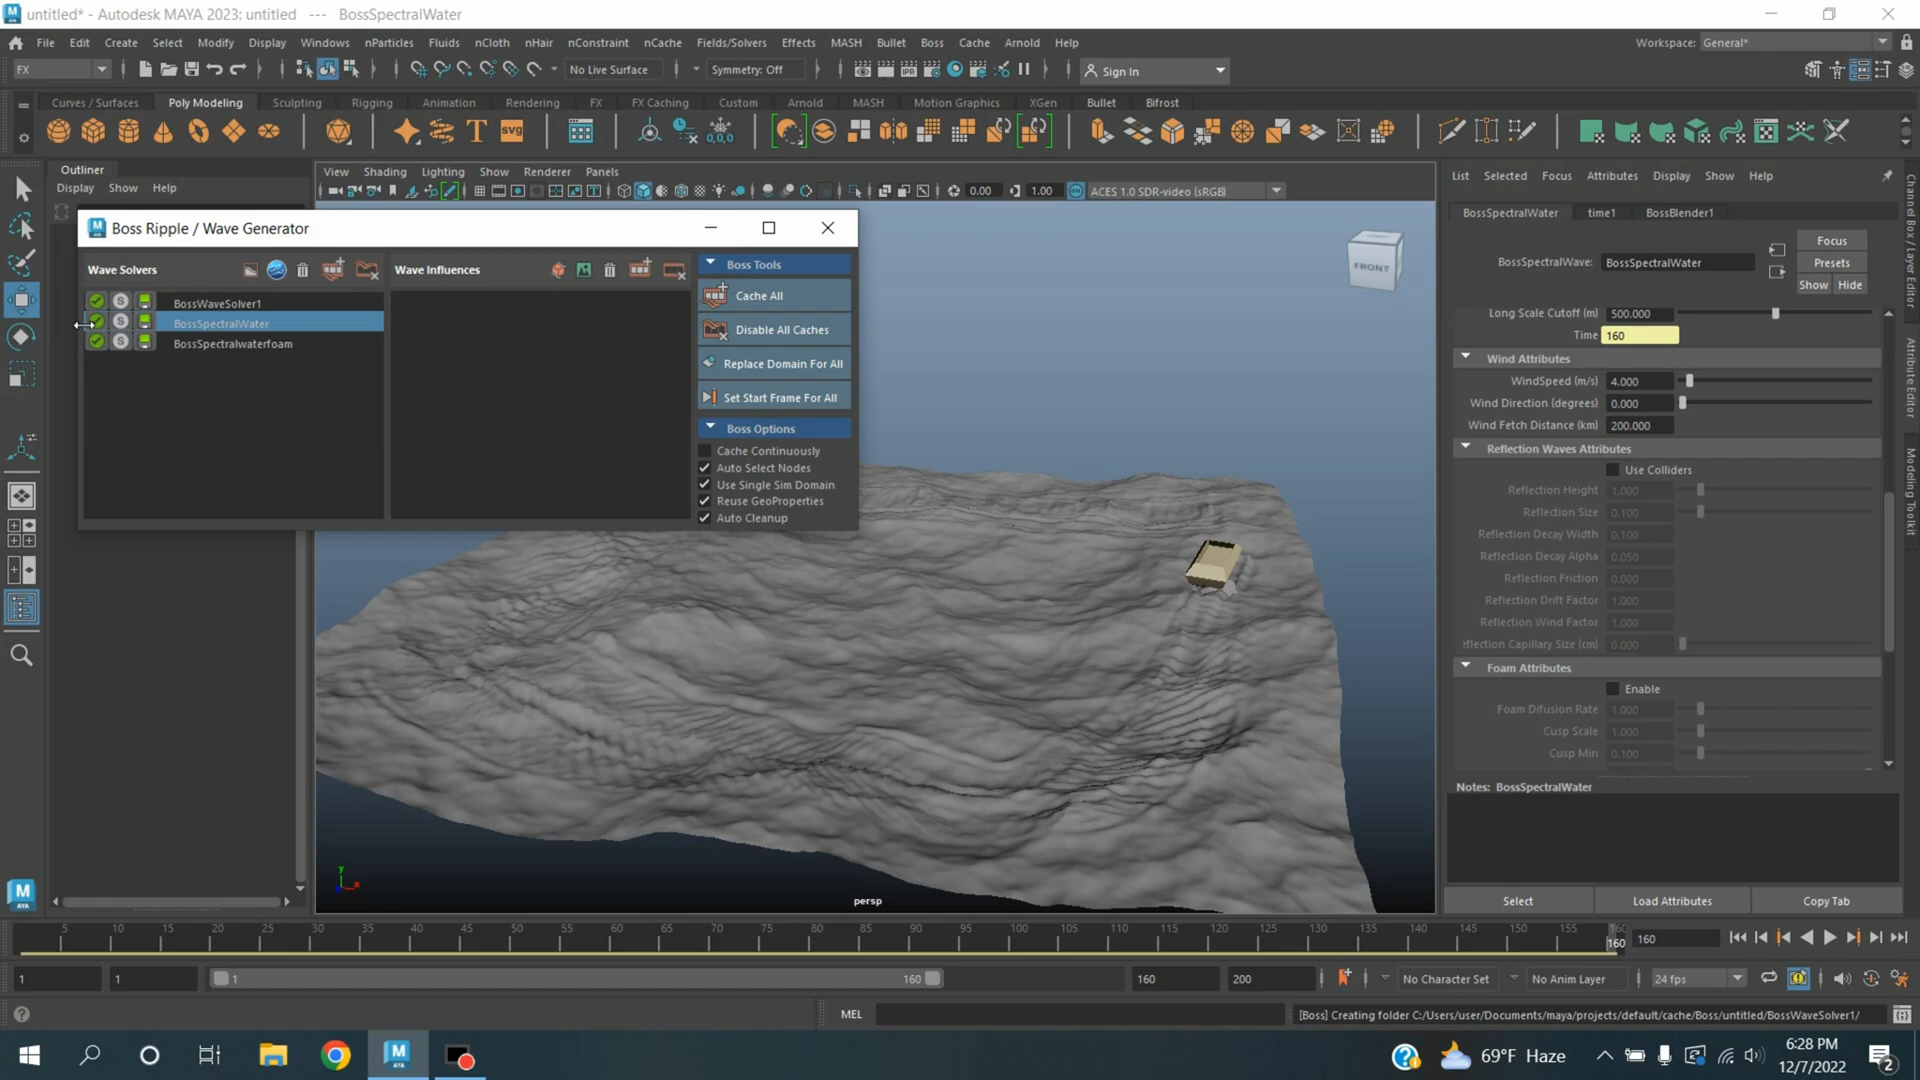 untitled* - Autodesk MAYA 2023: untitled --- BossSpectralWater
File Edit Create Select Modify Display Windows nParticles Fluids nCloth nHair nConstraint nCache Fields/Solvers Effects MASH Bullet Boss Cache Arnold Help
Workspace: General*
FX No Live Surface Symmetry: Off Sign In
Curves / Surfaces Poly Modeling Sculpting Rigging Animation Rendering FX FX Caching Custom Arnold MASH Motion Graphics XGen Bullet Bifrost
Outliner
Display Show Help
View Shading Lighting Show Renderer Panels
0.00 1.00 ACES 1.0 SDR-video (sRGB)
Boss Ripple / Wave Generator
Wave Solvers
BossWaveSolver1
BossSpectralWater
BossSpectralwaterfoam
Wave Influences
Boss Tools
Cache All
Disable All Caches
Replace Domain For All
Set Start Frame For All
Boss Options
Cache Continuously
Auto Select Nodes
Use Single Sim Domain
Reuse GeoProperties
Auto Cleanup
FRONT
persp
List Selected Focus Attributes Display Show Help
BossSpectralWater time1 BossBlender1
BossSpectralWave: BossSpectralWater
Focus
Presets
Show Hide
Long Scale Cutoff (m) 500.000
Time 160
Wind Attributes
WindSpeed (m/s) 4.000
Wind Direction (degrees) 0.000
Wind Fetch Distance (km) 200.000
Reflection Waves Attributes
Use Colliders
Reflection Height 1.000
Reflection Size 0.100
Reflection Decay Width 0.100
Reflection Decay Alpha 0.050
Reflection Friction 0.000
Reflection Drift Factor 1.000
Reflection Wind Factor 1.000
eflection Capillary Size (cm) 0.000
Foam Attributes
Enable
Foam Difusion Rate 1.000
Cusp Scale 1.000
Cusp Min 0.100
Notes: BossSpectralWater
Select Load Attributes Copy Tab
Channel Box / Layer Editor
Attribute Editor
Modeling Toolkit
5 10 15 20 25 30 35 40 45 50 55 60 65 70 75 80 85 90 95 100 105 110 115 120 125 130 135 140 145 150 155 160
160
1 1 1 160 160 200 No Character Set No Anim Layer 24 fps
MEL
[Boss] Creating folder C:/Users/user/Documents/maya/projects/default/cache/Boss/untitled/BossWaveSolver1/
69°F Haze
6:28 PM
12/7/2022
2